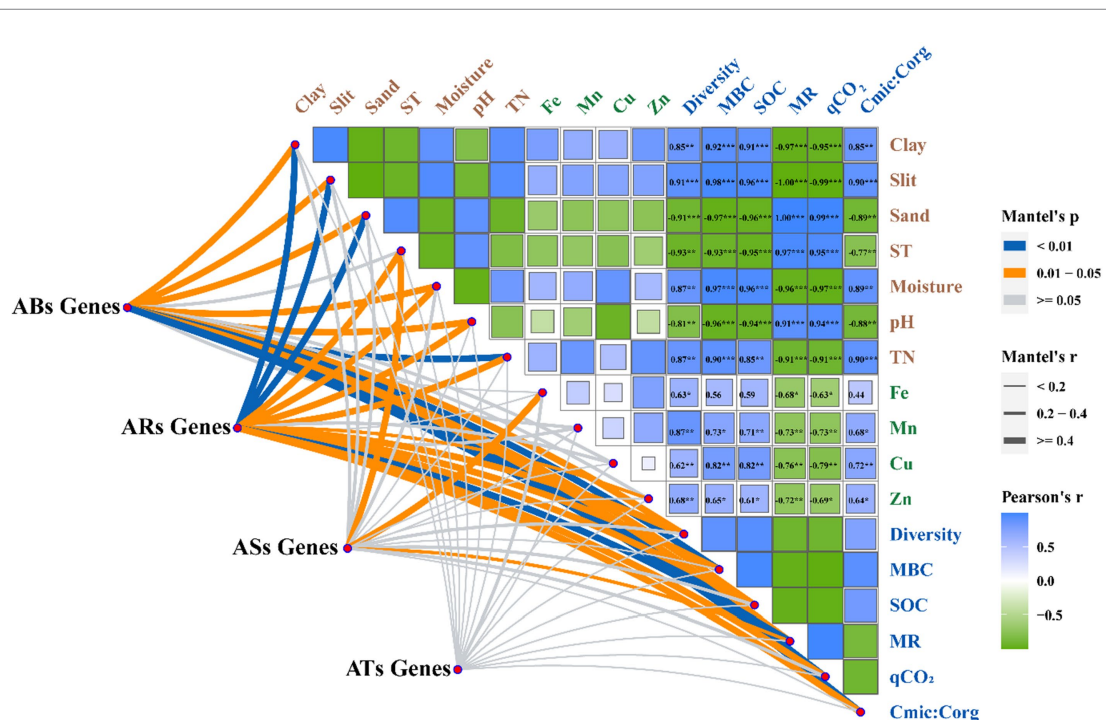 Clay Slit Sand ST Moisture pH TN Fe Mn Cu Zn Diversity MBC SOC MR qCO₂ Cmic:Corg
0.85** 0.92*** 0.91*** -0.97*** -0.95*** 0.85** Clay
0.91*** 0.98*** 0.96*** -1.00*** -0.99*** 0.90*** Slit
-0.91*** -0.97*** -0.96*** 1.00*** 0.99*** -0.89** Sand
-0.93** -0.93*** -0.95*** 0.97*** 0.95*** -0.77** ST
0.87** 0.97*** 0.96*** -0.96*** -0.97*** 0.89** Moisture
-0.81** -0.96*** -0.94*** 0.91*** 0.94*** -0.88** pH
0.87** 0.90*** 0.85** -0.91*** -0.91*** 0.90*** TN
0.63* 0.56 0.59 -0.68* -0.63* 0.44 Fe
0.87** 0.73* 0.71** -0.73** -0.73** 0.68* Mn
0.62** 0.82** 0.82** -0.76** -0.79** 0.72** Cu
0.68** 0.65* 0.61* -0.72** -0.69* 0.64* Zn
Diversity
MBC
SOC
MR
qCO₂
Cmic:Corg
ABs Genes
ARs Genes
ASs Genes
ATs Genes
Mantel's p
< 0.01
0.01 − 0.05
>= 0.05
Mantel's r
< 0.2
0.2 − 0.4
>= 0.4
Pearson's r
0.5
0.0
−0.5